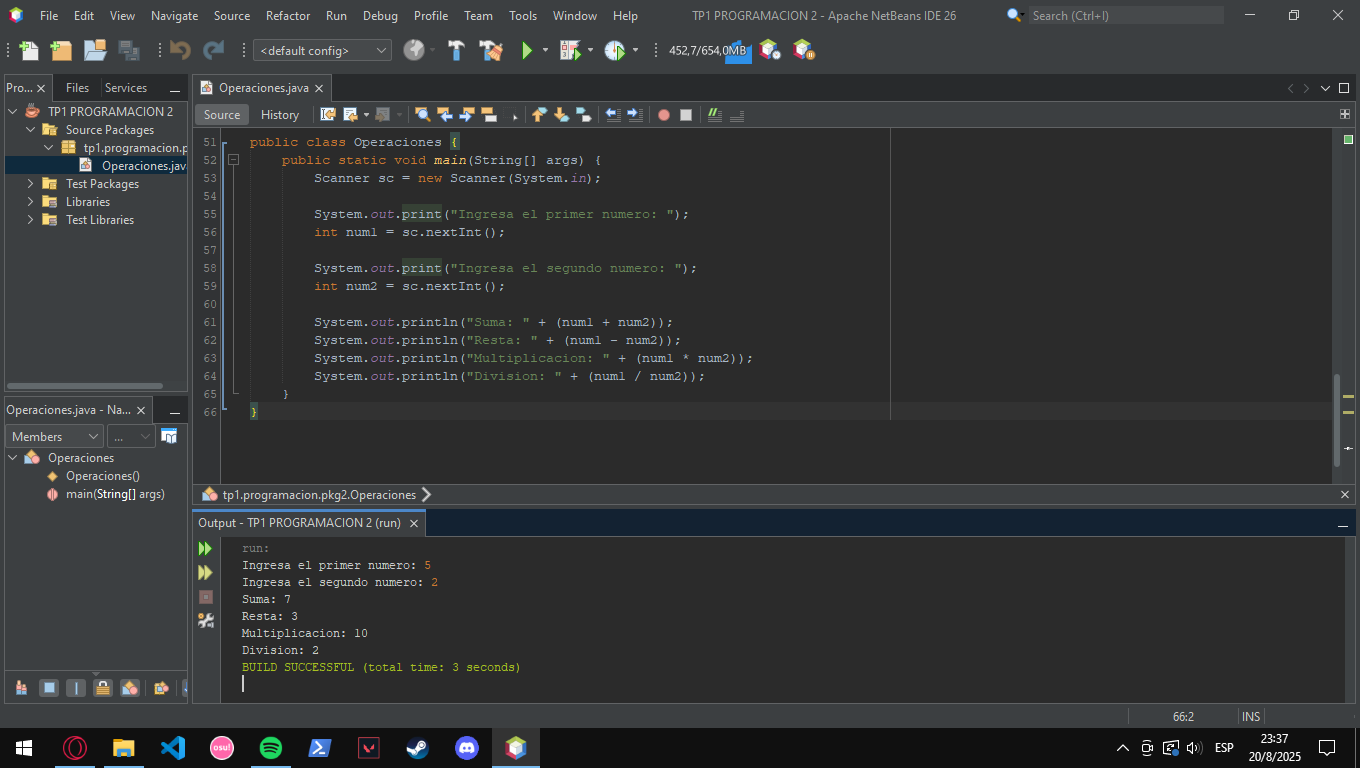 File Edit View Navigate Source Refactor Run Debug Profile Team Tools Window Help TP1 PROGRAMACION 2 - Apache NetBeans IDE 26 Search (Ctrl+I)
<default config> 452,7/654,0MB
Pro... Files Services
TP1 PROGRAMACION 2
Source Packages
tp1.programacion.p
Operaciones.jav
Test Packages
Libraries
Test Libraries
Operaciones.java - Na...
Members ...
Operaciones
Operaciones()
main(String[] args)
Operaciones.java
Source History
51 public class Operaciones {
52 public static void main(String[] args) {
53 Scanner sc = new Scanner(System.in);
54
55 System.out.print("Ingresa el primer numero: ");
56 int num1 = sc.nextInt();
57
58 System.out.print("Ingresa el segundo numero: ");
59 int num2 = sc.nextInt();
60
61 System.out.println("Suma: " + (num1 + num2));
62 System.out.println("Resta: " + (num1 - num2));
63 System.out.println("Multiplicacion: " + (num1 * num2));
64 System.out.println("Division: " + (num1 / num2));
65 }
66 }
tp1.programacion.pkg2.Operaciones
Output - TP1 PROGRAMACION 2 (run)
run:
Ingresa el primer numero: 5
Ingresa el segundo numero: 2
Suma: 7
Resta: 3
Multiplicacion: 10
Division: 2
BUILD SUCCESSFUL (total time: 3 seconds)
66:2 INS
osu!
ESP
23:37
20/8/2025